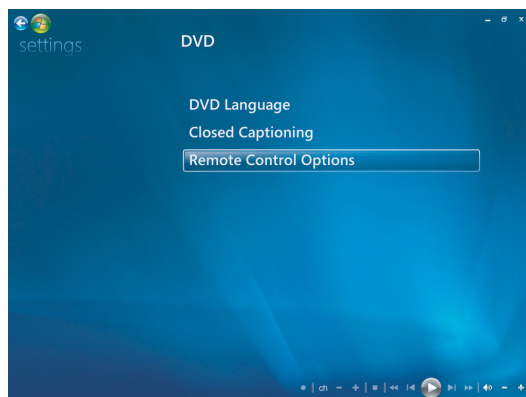 settings
DVD
DVD Language
Closed Captioning
Remote Control Options
ch